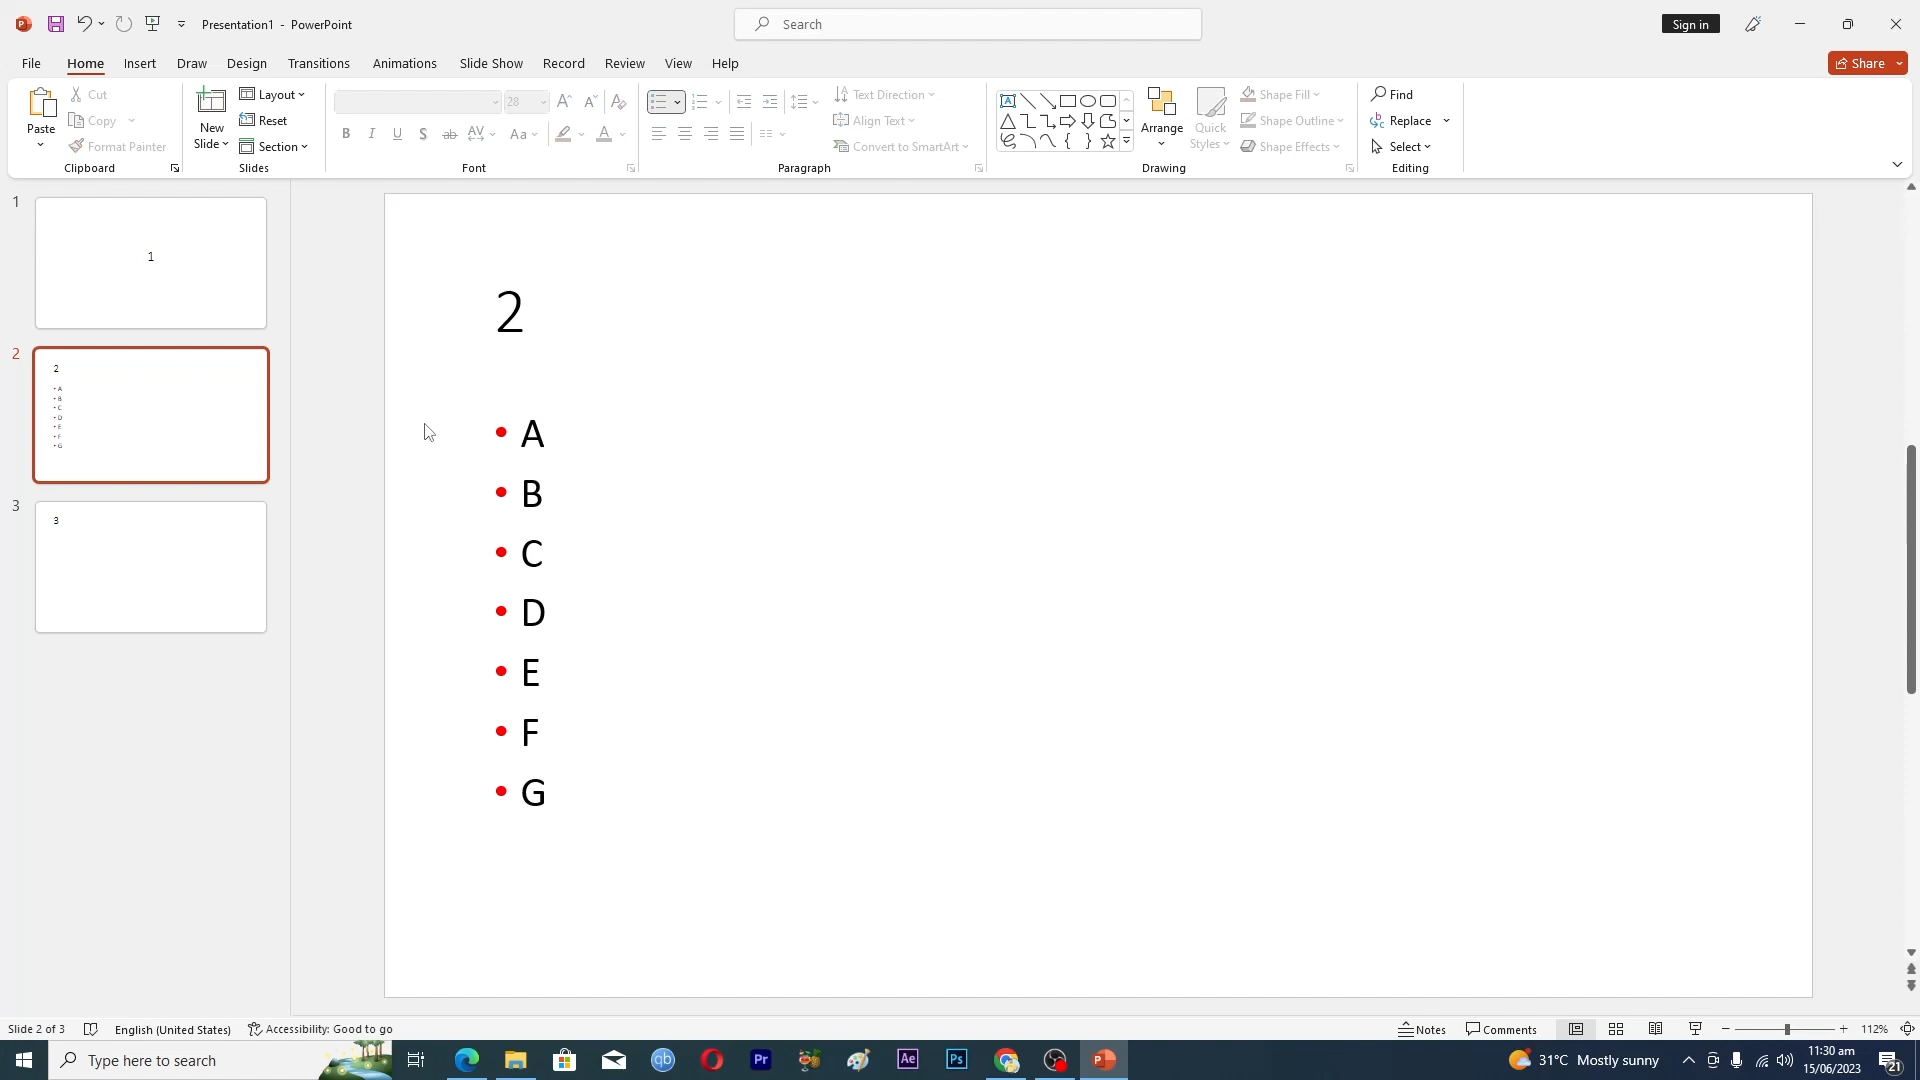 Presentation1 - PowerPoint
Search
Sign in
File Home Insert Draw Design Transitions Animations Slide Show Record Review View Help
Share
Paste
Cut
Copy
Format Painter
Clipboard
New Slide
Layout
Reset
Section
Slides
28
Font
Text Direction
Align Text
Convert to SmartArt
Paragraph
Arrange
Quick Styles
Shape Fill
Shape Outline
Shape Effects
Drawing
Find
Replace
Select
Editing
1
1
2
2
• A
• B
• C
• D
• E
• F
• G
3
3
2
• A
• B
• C
• D
• E
• F
• G
Slide 2 of 3 English (United States) Accessibility: Good to go Notes Comments 112%
Type here to search
qb
Pr
Ae
Ps
31°C Mostly sunny
11:30 am
15/06/2023
21